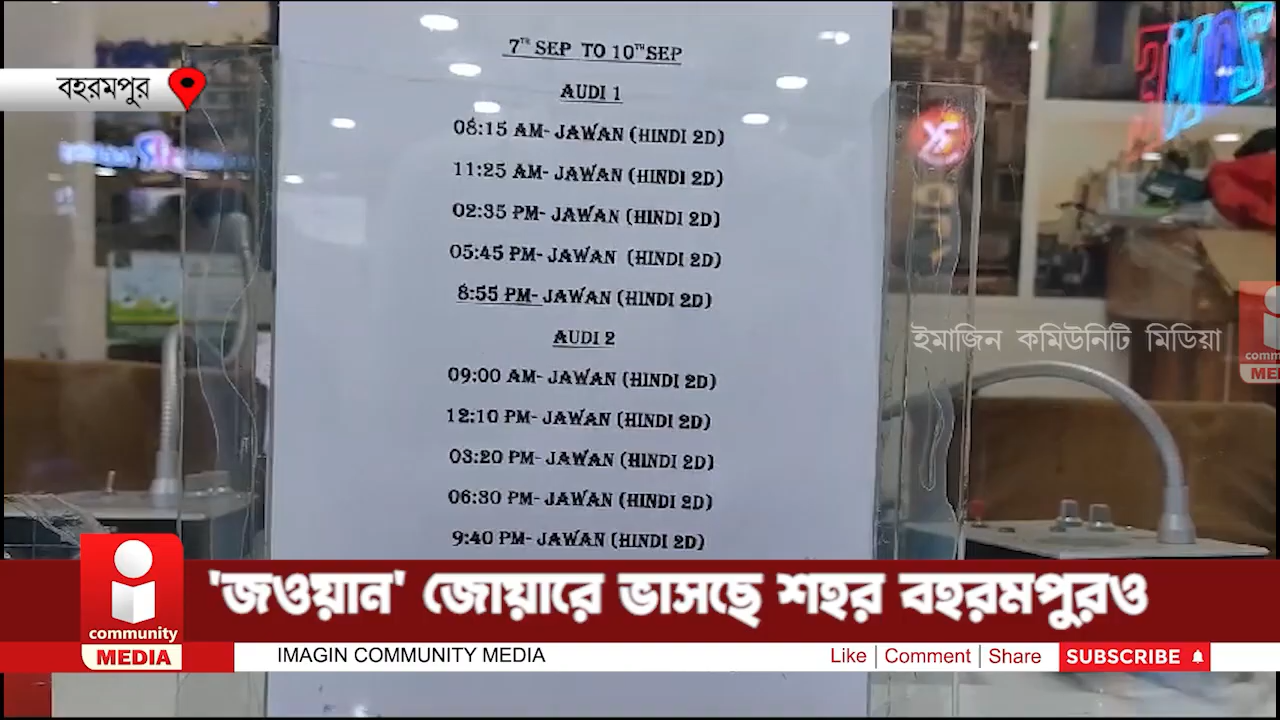 7TH SEP TO 10TH SEP
বহরমপুর
AUDI 1
08:15 AM- JAWAN (HINDI 2D)
11:25 AM- JAWAN (HINDI 2D)
02:35 PM- JAWAN (HINDI 2D)
05:45 PM- JAWAN (HINDI 2D)
8:55 PM- JAWAN (HINDI 2D)
AUDI 2
ইমাজিন কমিউনিটি মিডিয়া
09:00 AM- JAWAN (HINDI 2D)
12:10 PM- JAWAN (HINDI 2D)
03:20 PM- JAWAN (HINDI 2D)
06:30 PM- JAWAN (HINDI 2D)
9:40 PM- JAWAN (HINDI 2D)
'জওয়ান' জোয়ারে ভাসছে শহর বহরমপুরও
community
MEDIA
IMAGIN COMMUNITY MEDIA
Like | Comment | Share
SUBSCRIBE